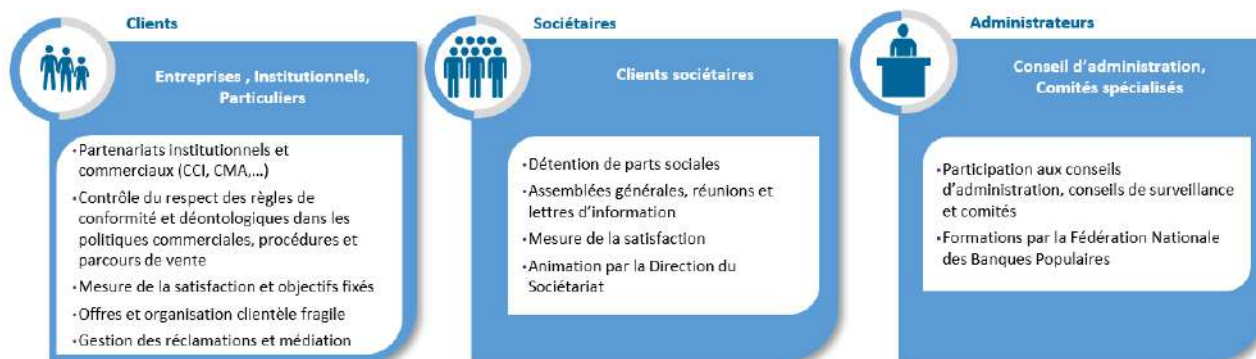 Clients
Entreprises , Institutionnels,
Particuliers
•Partenariats institutionnels et
commerciaux (CCI, CMA,...)
•Contrôle du respect des règles de
conformité et déontologiques dans les
politiques commerciales, procédures et
parcours de vente
•Mesure de la satisfaction et objectifs fixés
•Offres et organisation clientèle fragile
•Gestion des réclamations et médiation
Sociétaires
Clients sociétaires
•Détention de parts sociales
•Assemblées générales, réunions et
lettres d'information
•Mesure de la satisfaction
•Animation par la Direction du
Sociétariat
Administrateurs
Conseil d'administration,
Comités spécialisés
•Participation aux conseils
d'administration, conseils de surveillance
et comités
•Formations par la Fédération Nationale
des Banques Populaires